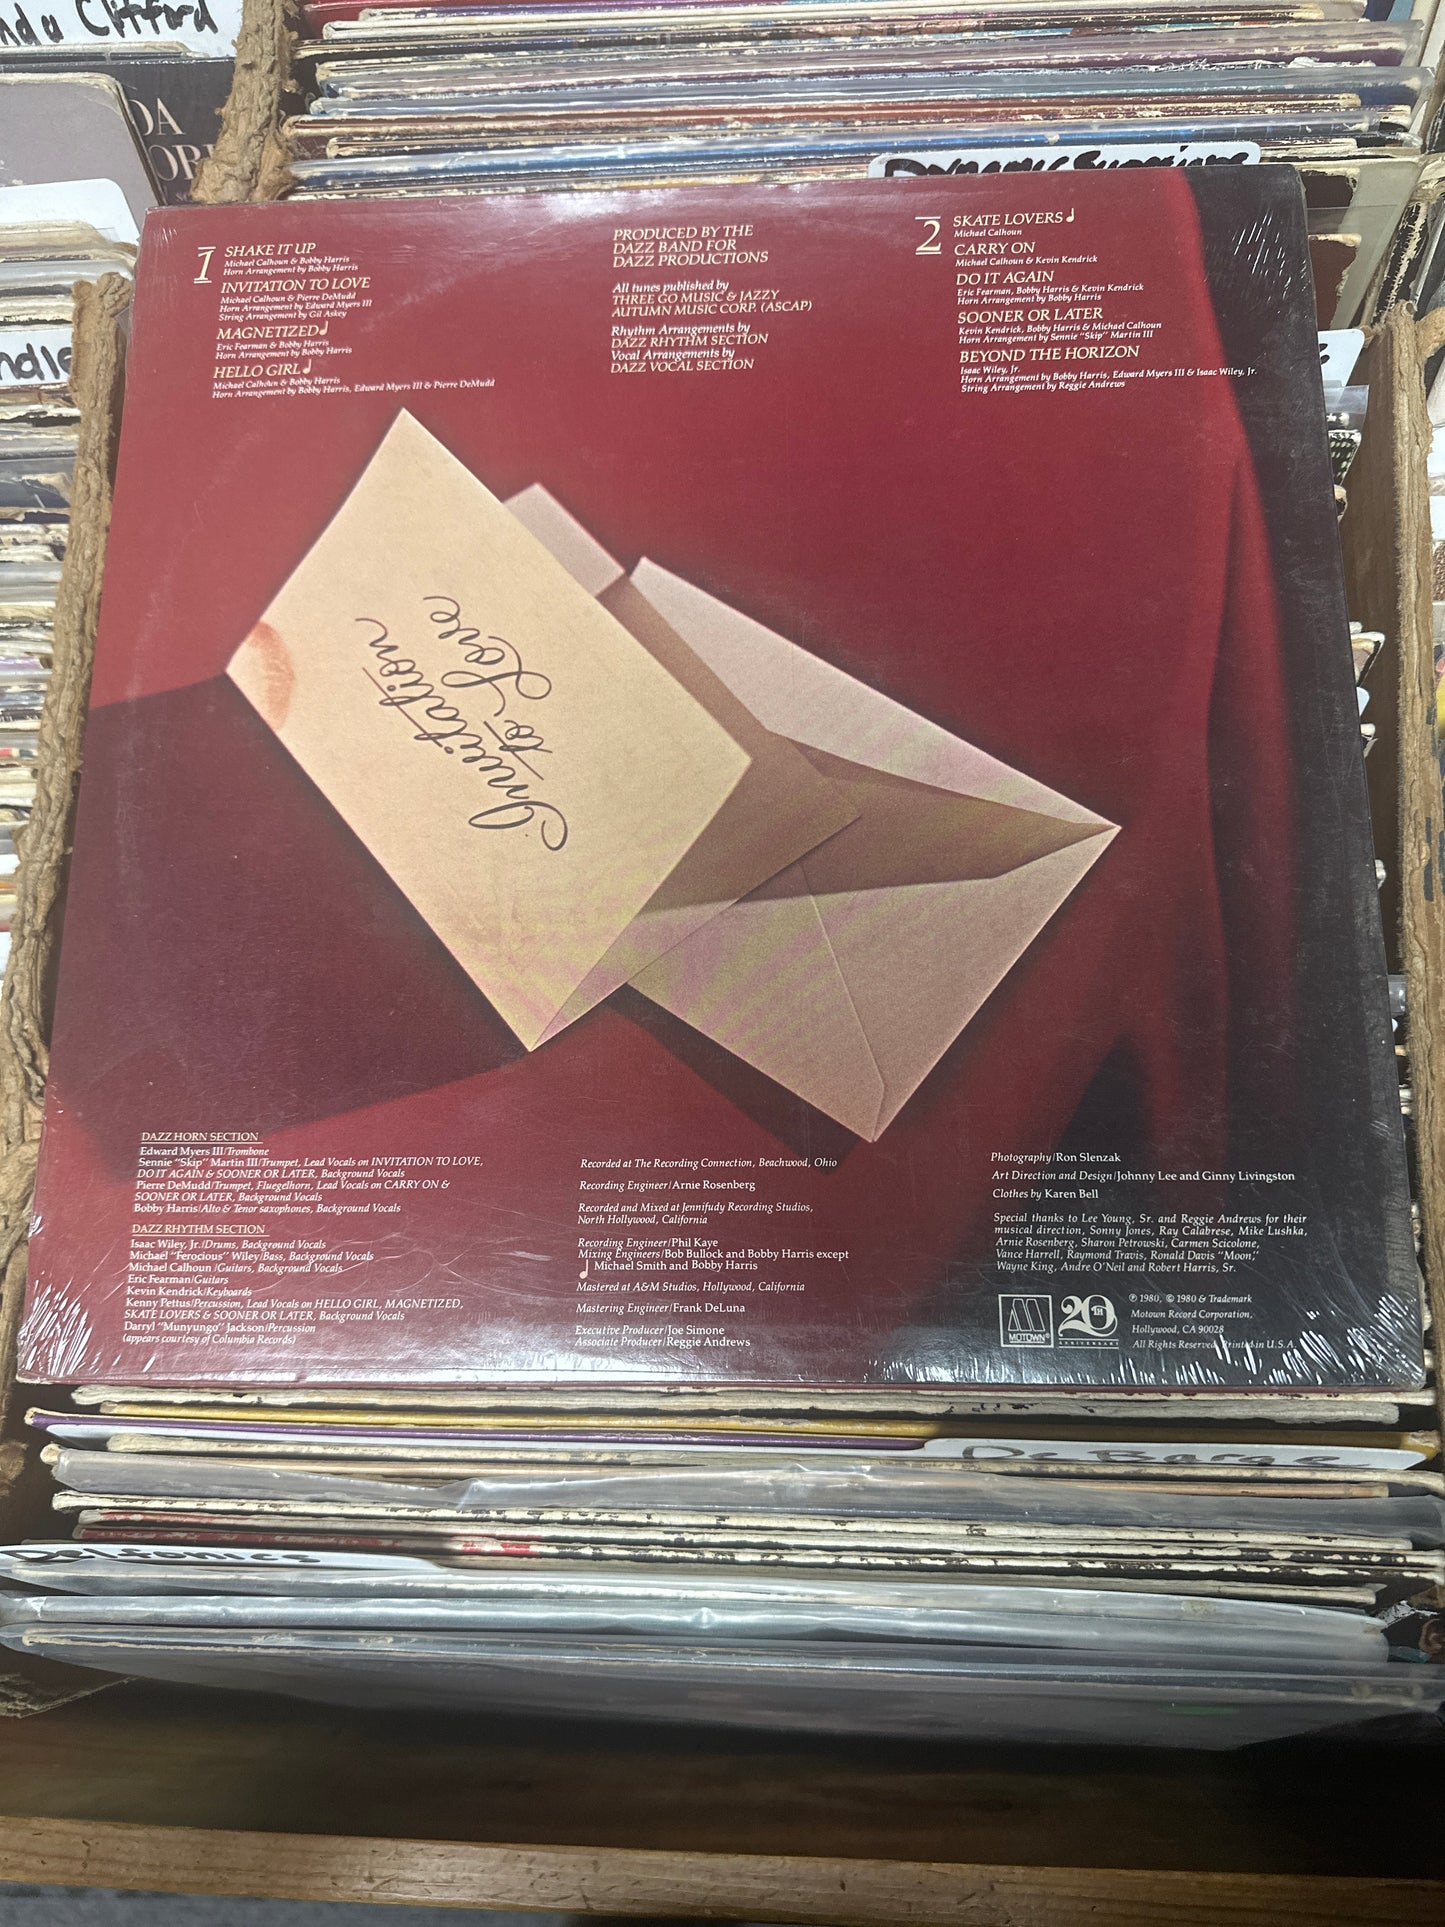 Clifford
DA
1
SHAKE IT UP
Michael Calhoun & Bobby Harris
Horn Arrangement by Bobby Harris
INVITATION TO LOVE
Michael Calhoun & Pierre DeMudd
Horn Arrangement by Edward Myers III
String Arrangement by Gil Askey
MAGNETIZED♩
Eric Fearman & Bobby Harris
Horn Arrangement by Bobby Harris
HELLO GIRL♩
Michael Calhoun & Bobby Harris
Horn Arrangement by Bobby Harris, Edward Myers III & Pierre DeMudd
PRODUCED BY THE
DAZZ BAND FOR
DAZZ PRODUCTIONS
All tunes published by
THREE GO MUSIC & JAZZY
AUTUMN MUSIC CORP. (ASCAP)
Rhythm Arrangements by
DAZZ RHYTHM SECTION
Vocal Arrangements by
DAZZ VOCAL SECTION
2
SKATE LOVERS♩
Michael Calhoun
CARRY ON
Michael Calhoun & Kevin Kendrick
DO IT AGAIN
Eric Fearman, Bobby Harris & Kevin Kendrick
Horn Arrangement by Bobby Harris
SOONER OR LATER
Kevin Kendrick, Bobby Harris & Michael Calhoun
Horn Arrangement by Sennie "Skip" Martin III
BEYOND THE HORIZON
Isaac Wiley, Jr.
Horn Arrangement by Bobby Harris, Edward Myers III & Isaac Wiley, Jr.
String Arrangement by Reggie Andrews
Invitation
to Love
DAZZ HORN SECTION
Edward Myers III/Trombone
Sennie "Skip" Martin III/Trumpet, Lead Vocals on INVITATION TO LOVE,
DO IT AGAIN & SOONER OR LATER, Background Vocals
Pierre DeMudd/Trumpet, Fluegelhorn, Lead Vocals on CARRY ON &
SOONER OR LATER, Background Vocals
Bobby Harris/Alto & Tenor saxophones, Background Vocals
DAZZ RHYTHM SECTION
Isaac Wiley, Jr./Drums, Background Vocals
Michael "Ferocious" Wiley/Bass, Background Vocals
Michael Calhoun/Guitars, Background Vocals
Eric Fearman/Guitars
Kevin Kendrick/Keyboards
Kenny Pettus/Percussion, Lead Vocals on HELLO GIRL, MAGNETIZED,
SKATE LOVERS & SOONER OR LATER, Background Vocals
Darryl "Munyungo" Jackson/Percussion
(appears courtesy of Columbia Records)
Recorded at The Recording Connection, Beachwood, Ohio
Recording Engineer/Arnie Rosenberg
Recorded and Mixed at Jennifudy Recording Studios,
North Hollywood, California
Recording Engineer/Phil Kaye
Mixing Engineers/Bob Bullock and Bobby Harris except
♩ Michael Smith and Bobby Harris
Mastered at A&M Studios, Hollywood, California
Mastering Engineer/Frank DeLuna
Executive Producer/Joe Simone
Associate Producer/Reggie Andrews
Photography/Ron Slenzak
Art Direction and Design/Johnny Lee and Ginny Livingston
Clothes by Karen Bell
Special thanks to Lee Young, Sr. and Reggie Andrews for their
musical direction, Sonny Jones, Ray Calabrese, Mike Lushka,
Arnie Rosenberg, Sharon Petrowski, Carmen Scicolone,
Vance Harrell, Raymond Travis, Ronald Davis "Moon,"
Wayne King, Andre O'Neil and Robert Harris, Sr.
MOTOWN®
20TH
ANNIVERSARY
℗ 1980, © 1980 & Trademark
Motown Record Corporation,
Hollywood, CA 90028
All Rights Reserved. Printed in U.S.A.
De Barge
Delfonics